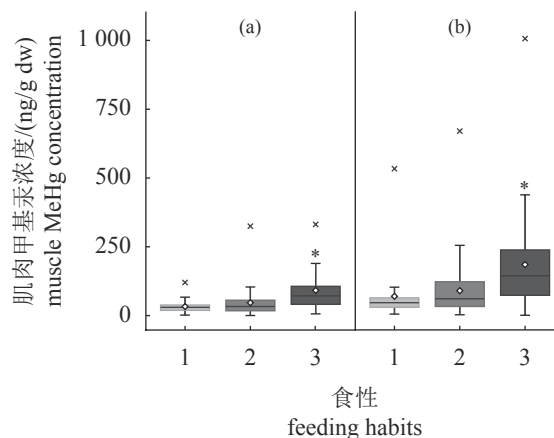 肌肉甲基汞浓度/(ng/g dw)
muscle MeHg concentration
1 000
750
500
250
0
(a)
(b)
*
*
1 2 3 1 2 3
食性
feeding habits